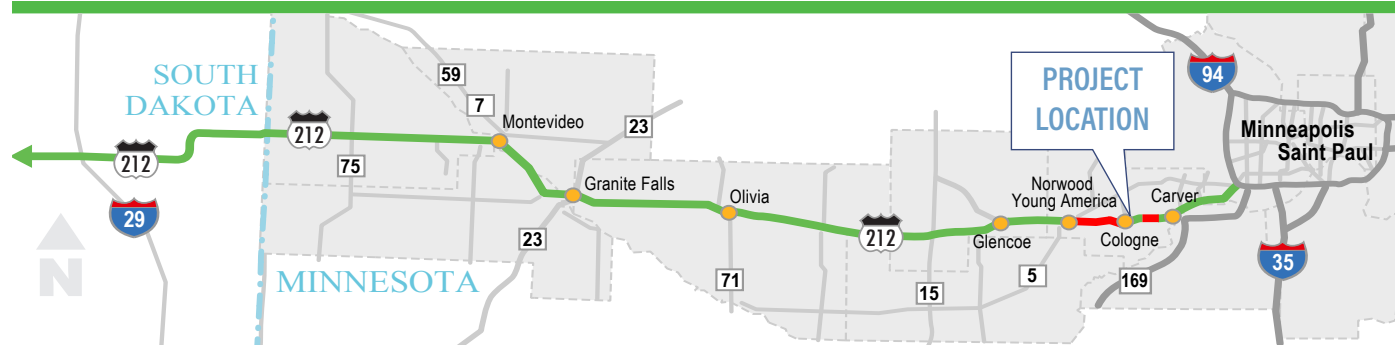 SOUTH
DAKOTA
212
29
N
MINNESOTA
212
75
59
7
Montevideo
23
Granite Falls
23
Olivia
71
212
15
Glencoe
5
Norwood
Young America
Cologne
PROJECT
LOCATION
Carver
169
94
Minneapolis
Saint Paul
35